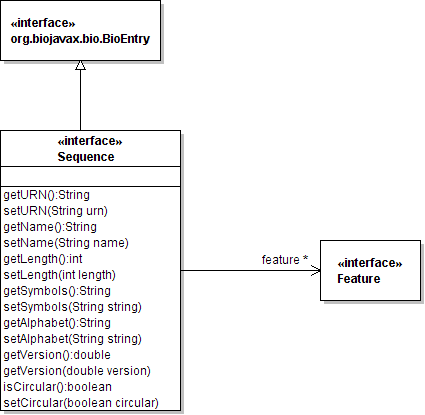 «interface»
org.biojavax.bio.BioEntry
«interface»
Sequence
getURN():String
setURN(String urn)
getName():String
setName(String name)
getLength():int
setLength(int length)
getSymbols():String
setSymbols(String string)
getAlphabet():String
setAlphabet(String string)
getVersion():double
getVersion(double version)
isCircular():boolean
setCircular(boolean circular)
feature *
«interface»
Feature